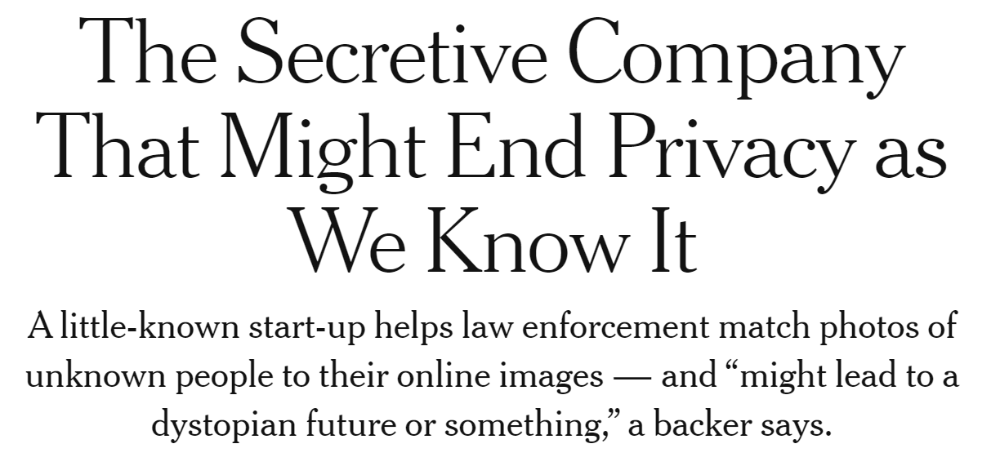 The Secretive Company
That Might End Privacy as
We Know It
A little-known start-up helps law enforcement match photos of
unknown people to their online images — and “might lead to a
dystopian future or something,” a backer says.